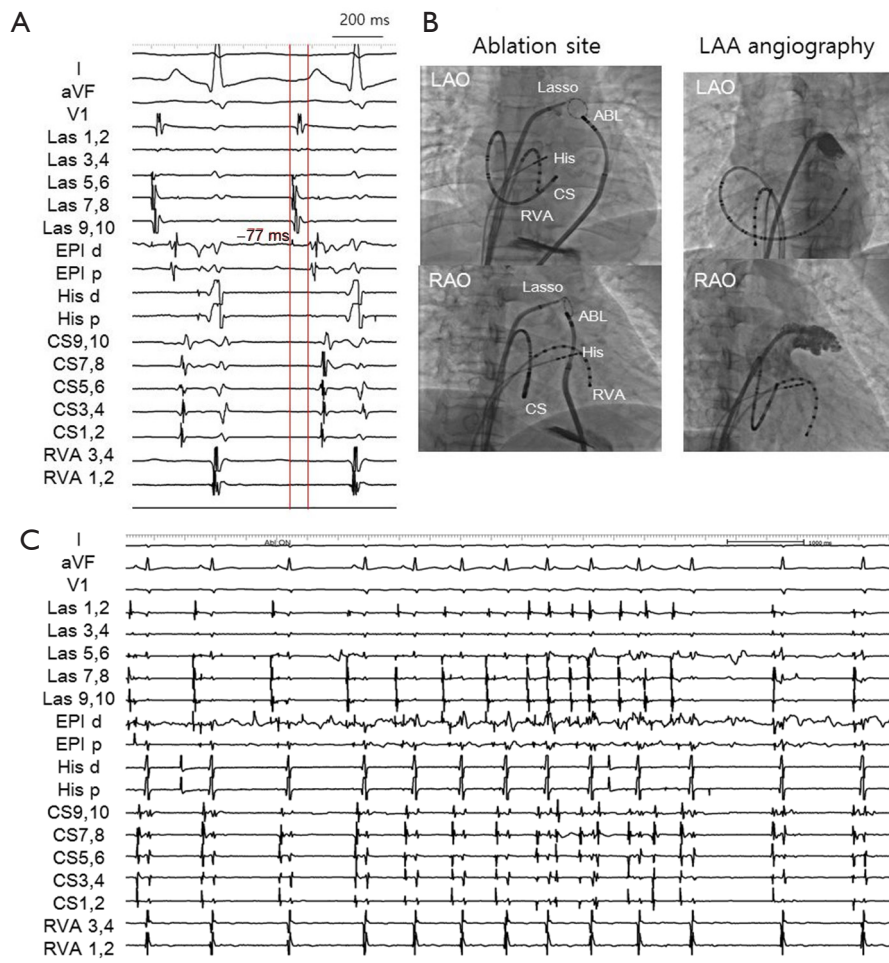 A
200 ms
I
aVF
V1
Las 1,2
Las 3,4
Las 5,6
Las 7,8
Las 9,10
–77 ms
EPI d
EPI p
His d
His p
CS9,10
CS7,8
CS5,6
CS3,4
CS1,2
RVA 3,4
RVA 1,2
B
Ablation site
LAA angiography
LAO
Lasso
ABL
His
CS
RVA
LAO
RAO
Lasso
ABL
His
RVA
CS
RAO
C
I
Abl ON
1000 ms
aVF
V1
Las 1,2
Las 3,4
Las 5,6
Las 7,8
Las 9,10
EPI d
EPI p
His d
His p
CS9,10
CS7,8
CS5,6
CS3,4
CS1,2
RVA 3,4
RVA 1,2